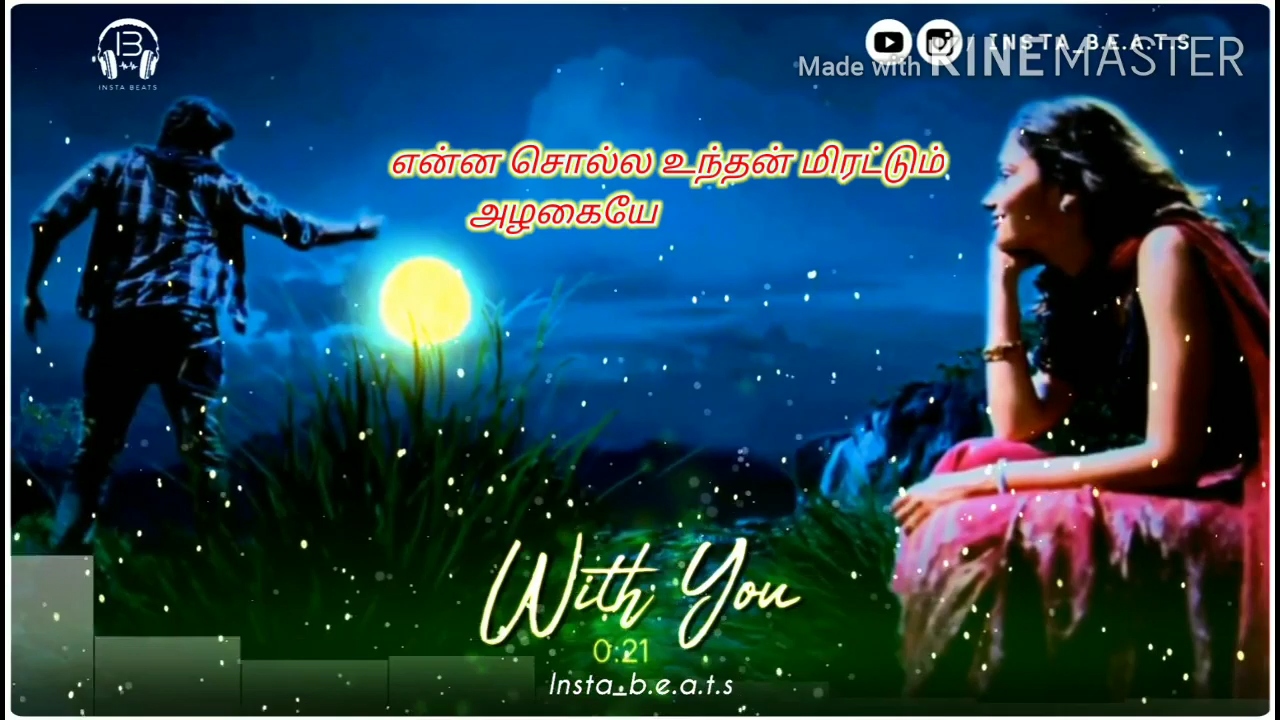 INSTA BEATS
INSTA_B.E.A.T.S
Made with KINEMASTER
என்ன சொல்ல உந்தன் மிரட்டும்
அழகையே
With You
0:21
Insta_b.e.a.t.s